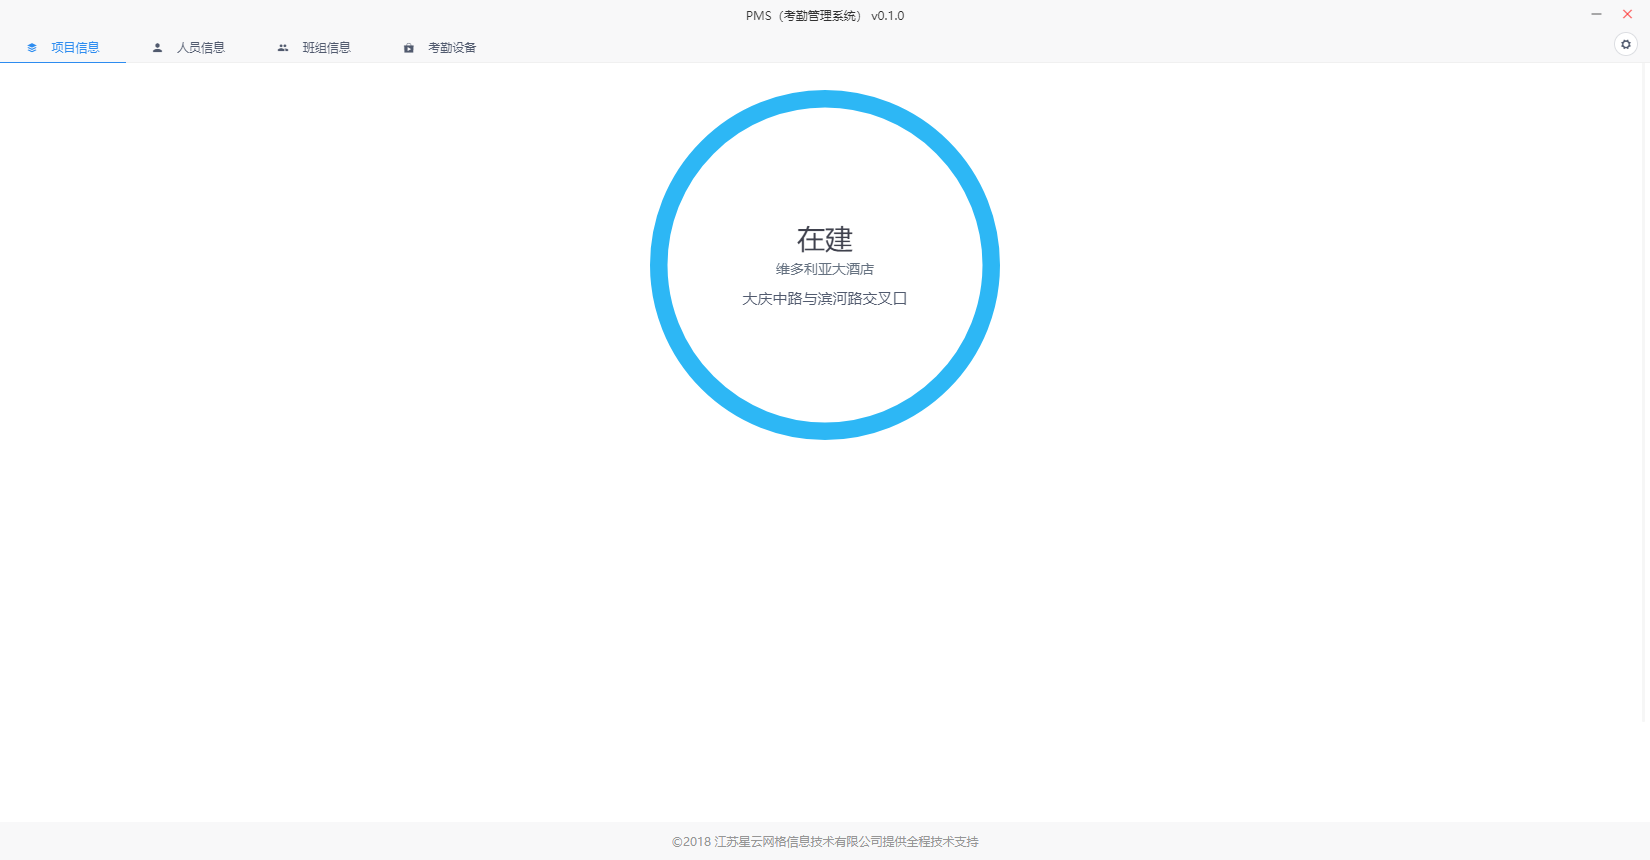 PMS（考勤管理系统） v0.1.0
项目信息
人员信息
班组信息
考勤设备
在建
维多利亚大酒店
大庆中路与滨河路交叉口
©2018 江苏星云网格信息技术有限公司提供全程技术支持